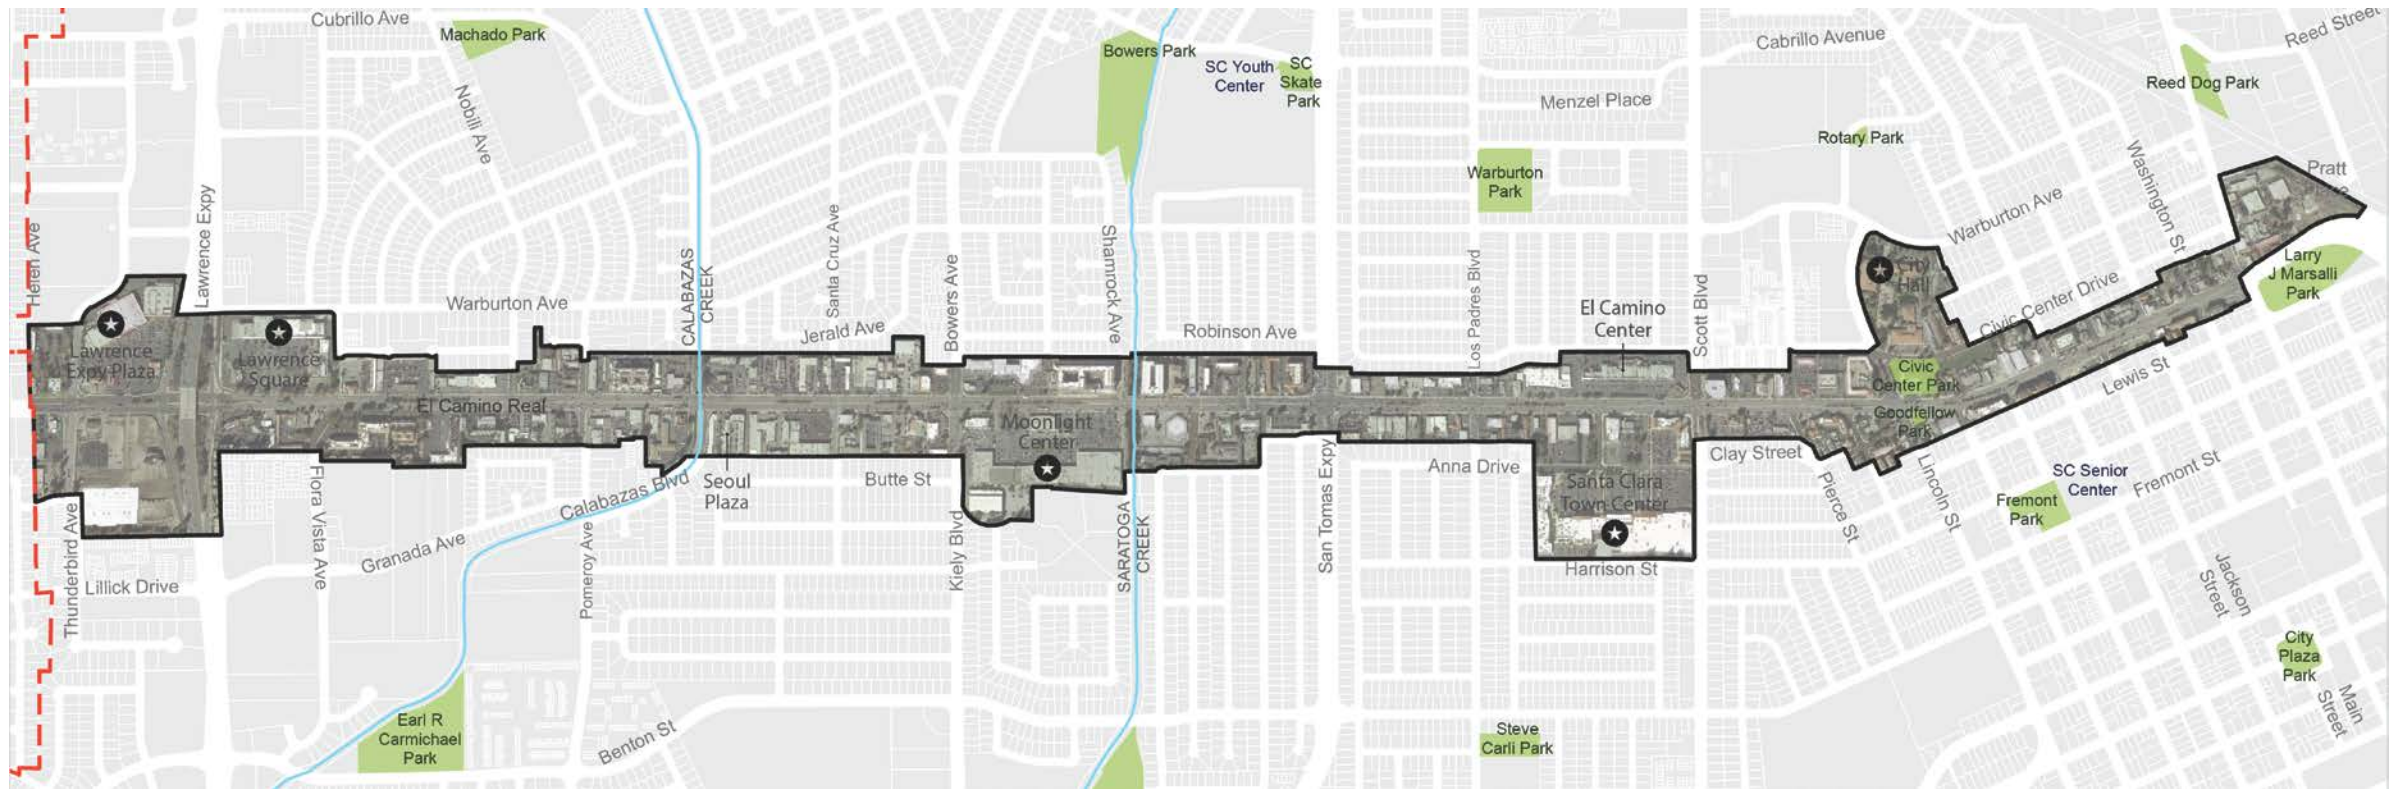 Cubrillo Ave
Machado Park
Nobili Ave
Lawrence Expy
Helen Ave
Bowers Park
SC Youth
Center
SC
Skate
Park
Menzel Place
Cabrillo Avenue
Reed Street
Reed Dog Park
Rotary Park
Warburton
Park
Washington St
Warburton Ave
Pratt
Larry
J Marsalli
Park
City
Hall
Civic Center Drive
Warburton Ave
CALABAZAS
CREEK
Santa Cruz Ave
Jerald Ave
Bowers Ave
Shamrock Ave
Robinson Ave
Los Padres Blvd
El Camino
Center
Scott Blvd
Lawrence
Expy Plaza
Lawrence
Square
El Camino Real
Moonlight
Center
Civic
Center Park
Goodfellow
Park
Lewis St
Seoul
Plaza
Butte St
Anna Drive
Clay Street
Santa Clara
Town Center
Pierce St
Lincoln St
SC Senior
Center
Fremont St
Fremont
Park
Thunderbird Ave
Flora Vista Ave
Calabazas Blvd
Granada Ave
Pomeroy Ave
Kiely Blvd
SARATOGA
CREEK
San Tomas Expy
Harrison St
Lillick Drive
Jackson
Street
City
Plaza
Park
Main
Street
Earl R
Carmichael
Park
Benton St
Steve
Carli Park